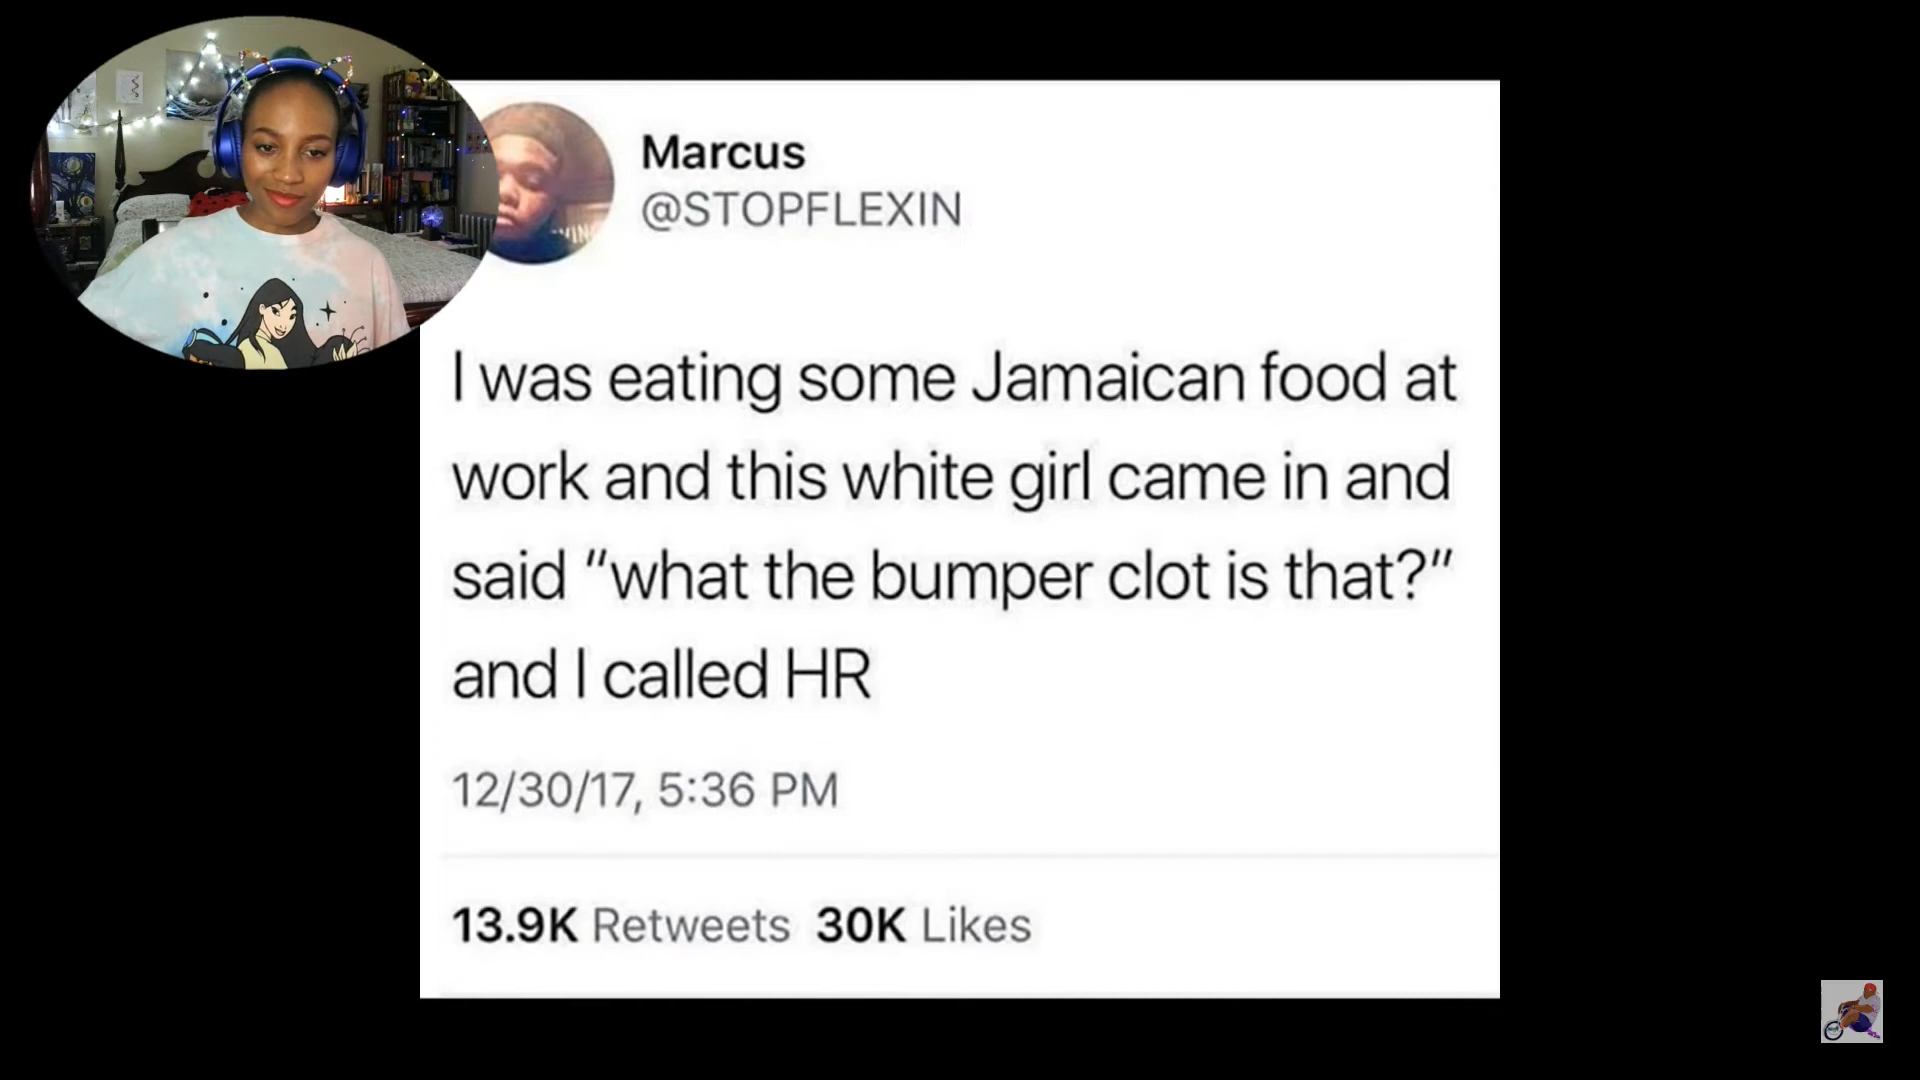 Marcus
@STOPFLEXIN
I was eating some Jamaican food at
work and this white girl came in and
said “what the bumper clot is that?”
and I called HR
12/30/17, 5:36 PM
13.9K Retweets 30K Likes